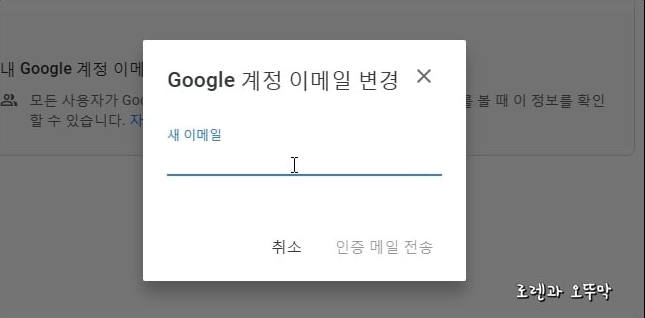 내 Google 계정 이메
모든 사용자가 Goo
를 볼 때 이 정보를 확인
할 수 있습니다. 자
Google 계정 이메일 변경
새 이메일
취소
인증 메일 전송
로렌과 오뚜막